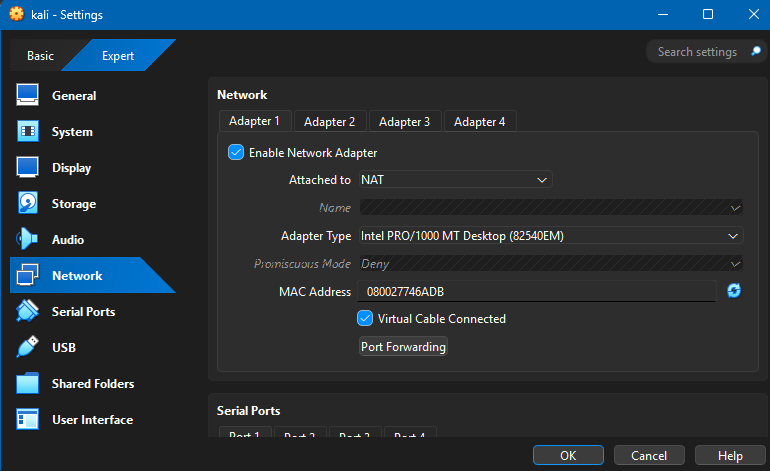 kali - Settings
Basic Expert Search settings
General
System
Display
Storage
Audio
Network
Serial Ports
USB
Shared Folders
User Interface
Network
Adapter 1 Adapter 2 Adapter 3 Adapter 4
Enable Network Adapter
Attached to NAT
Name
Adapter Type Intel PRO/1000 MT Desktop (82540EM)
Promiscuous Mode Deny
MAC Address 080027746ADB
Virtual Cable Connected
Port Forwarding
Serial Ports
Port 1 Port 2 Port 3 Port 4
OK Cancel Help